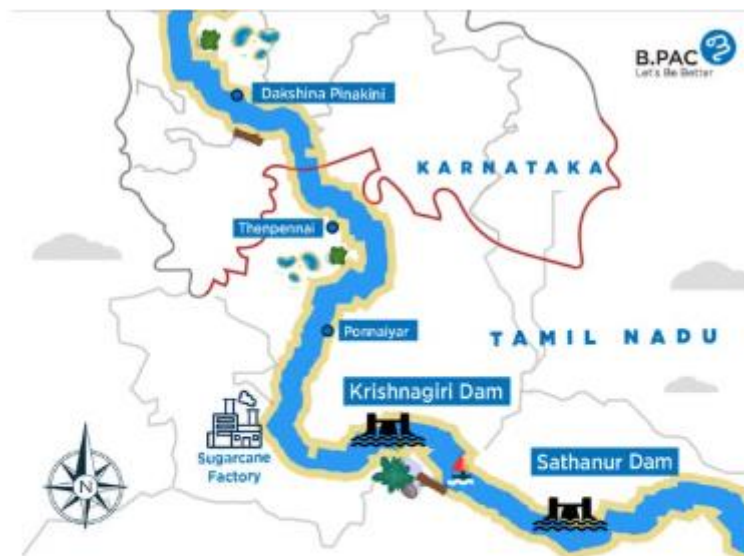 B.PAC
Let's Be Better
Dakshina Pinakini
KARNATAKA
Thenpennai
Ponnaiyar
TAMIL NADU
Krishnagiri Dam
Sugarcane
Factory
Sathanur Dam
N